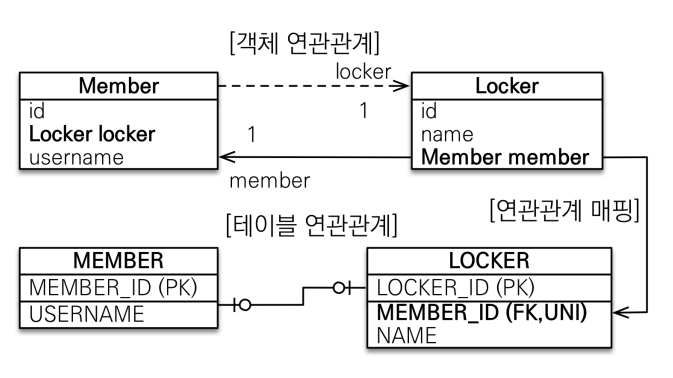 [객체 연관관계]
Member
id
Locker locker
username
locker
1
1
member
Locker
id
name
Member member
[연관관계 매핑]
[테이블 연관관계]
MEMBER
MEMBER_ID (PK)
USERNAME
LOCKER
LOCKER_ID (PK)
MEMBER_ID (FK,UNI)
NAME